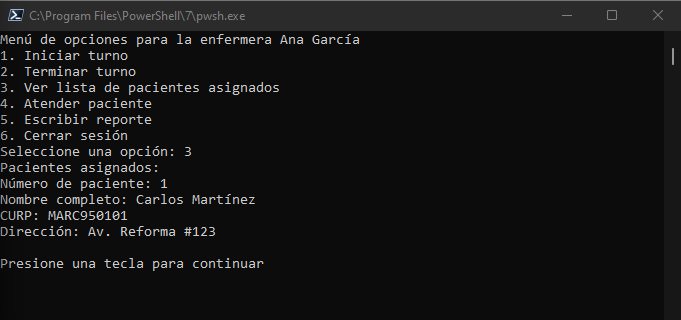 C:\Program Files\PowerShell\7\pwsh.exe
Menú de opciones para la enfermera Ana García
1. Iniciar turno
2. Terminar turno
3. Ver lista de pacientes asignados
4. Atender paciente
5. Escribir reporte
6. Cerrar sesión
Seleccione una opción: 3
Pacientes asignados:
Número de paciente: 1
Nombre completo: Carlos Martínez
CURP: MARC950101
Dirección: Av. Reforma #123
Presione una tecla para continuar